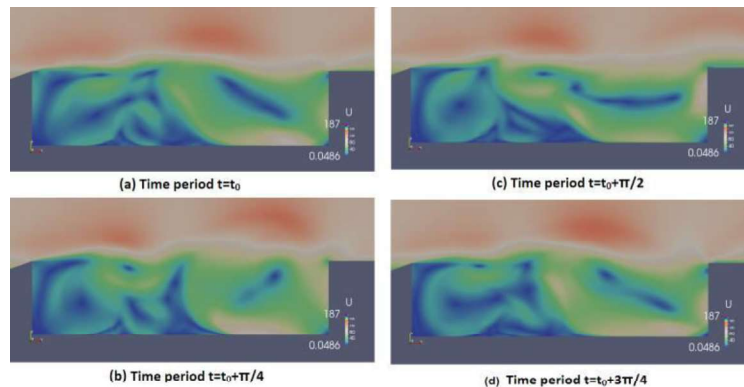 U
187
0.0486
(a) Time period t=t₀
U
187
0.0486
(c) Time period t=t₀+π/2
U
187
0.0486
(b) Time period t=t₀+π/4
U
187
0.0486
(d) Time period t=t₀+3π/4